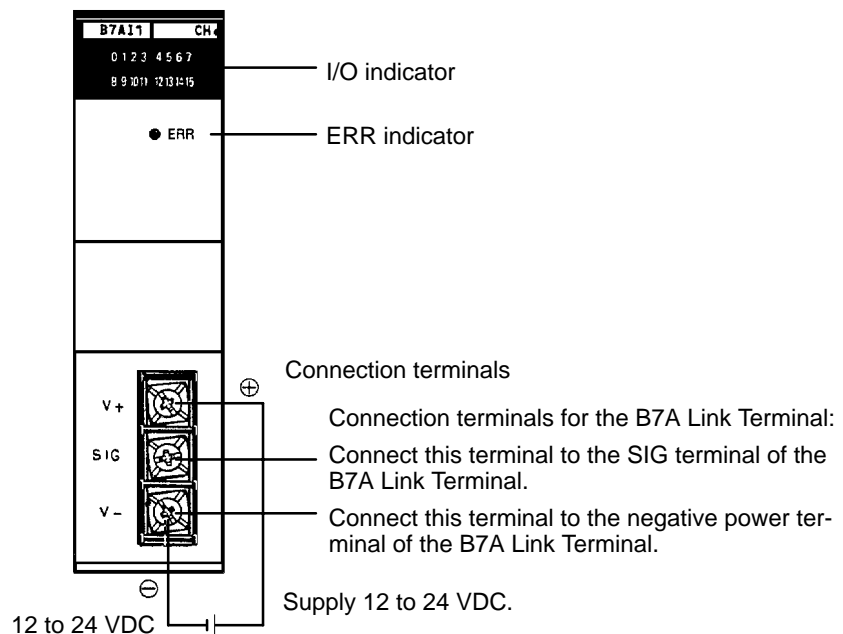 B7AI1 CH
0 1 2 3 4 5 6 7
8 9 10 11 12 13 14 15
I/O indicator
ERR
ERR indicator
Connection terminals
V+
⊕
Connection terminals for the B7A Link Terminal:
SIG
Connect this terminal to the SIG terminal of the
B7A Link Terminal.
V−
Connect this terminal to the negative power ter-
minal of the B7A Link Terminal.
⊖
Supply 12 to 24 VDC.
12 to 24 VDC